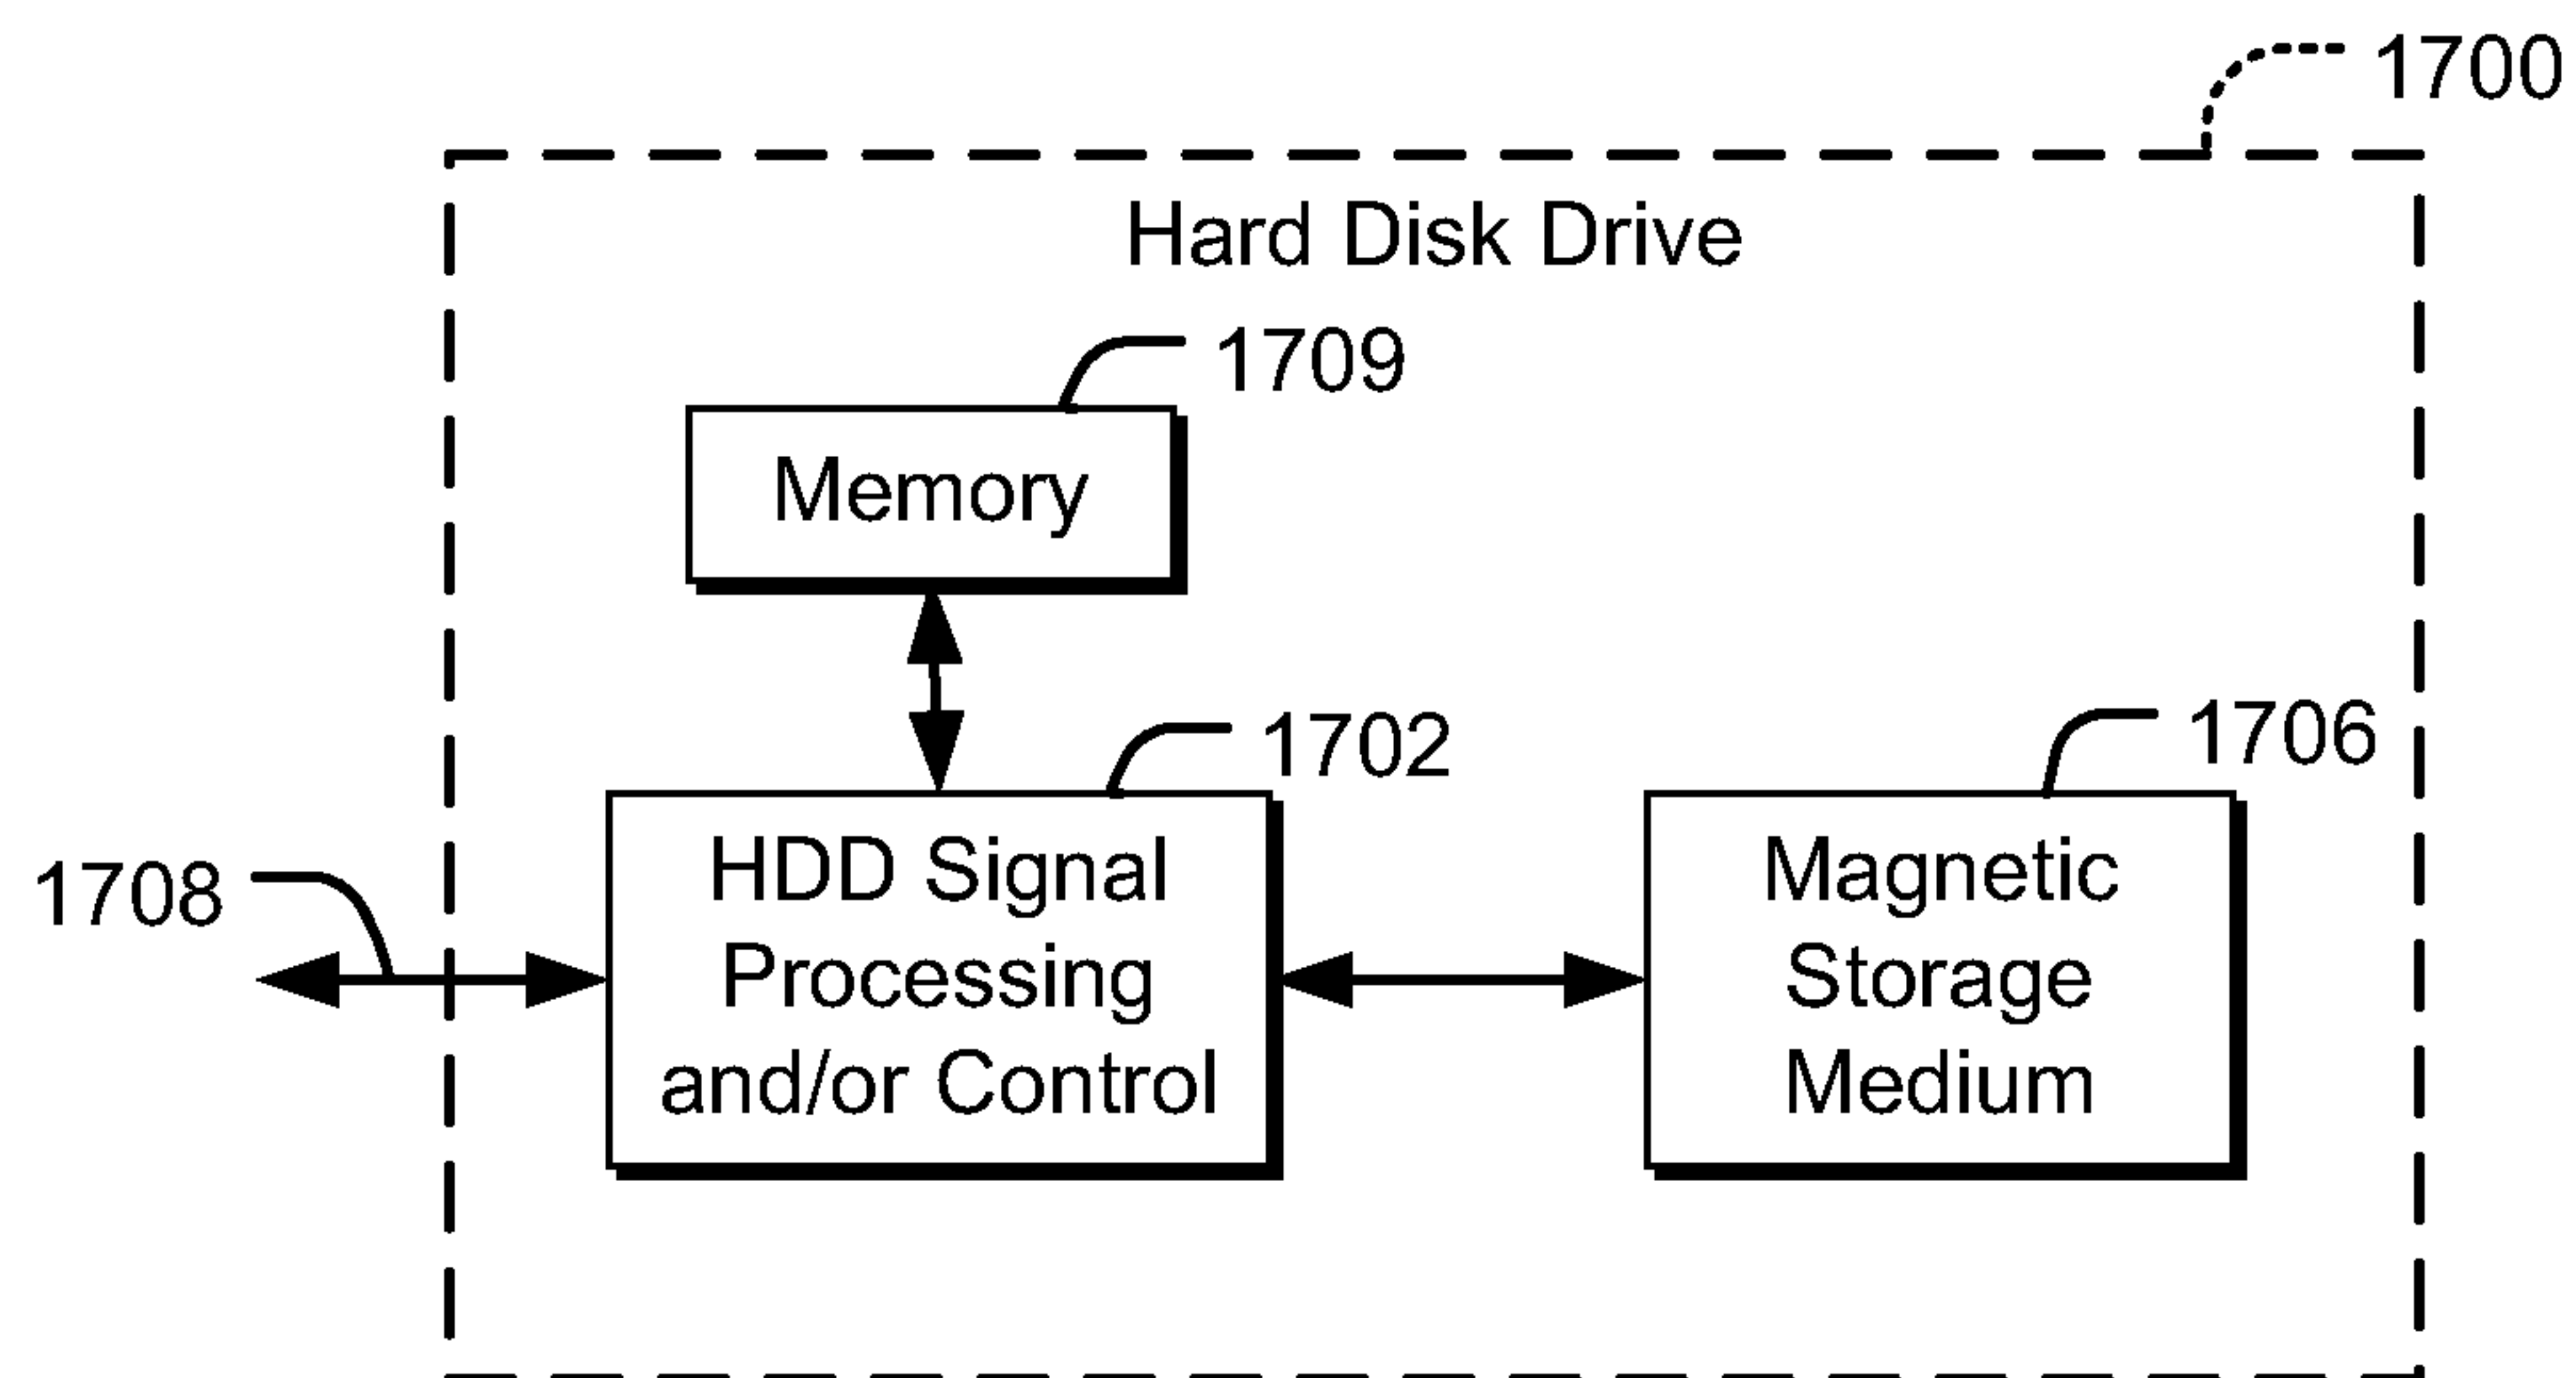 1700
Hard Disk Drive
1709
Memory
1702
1706
1708
HDD Signal
Processing
and/or Control
Magnetic
Storage
Medium